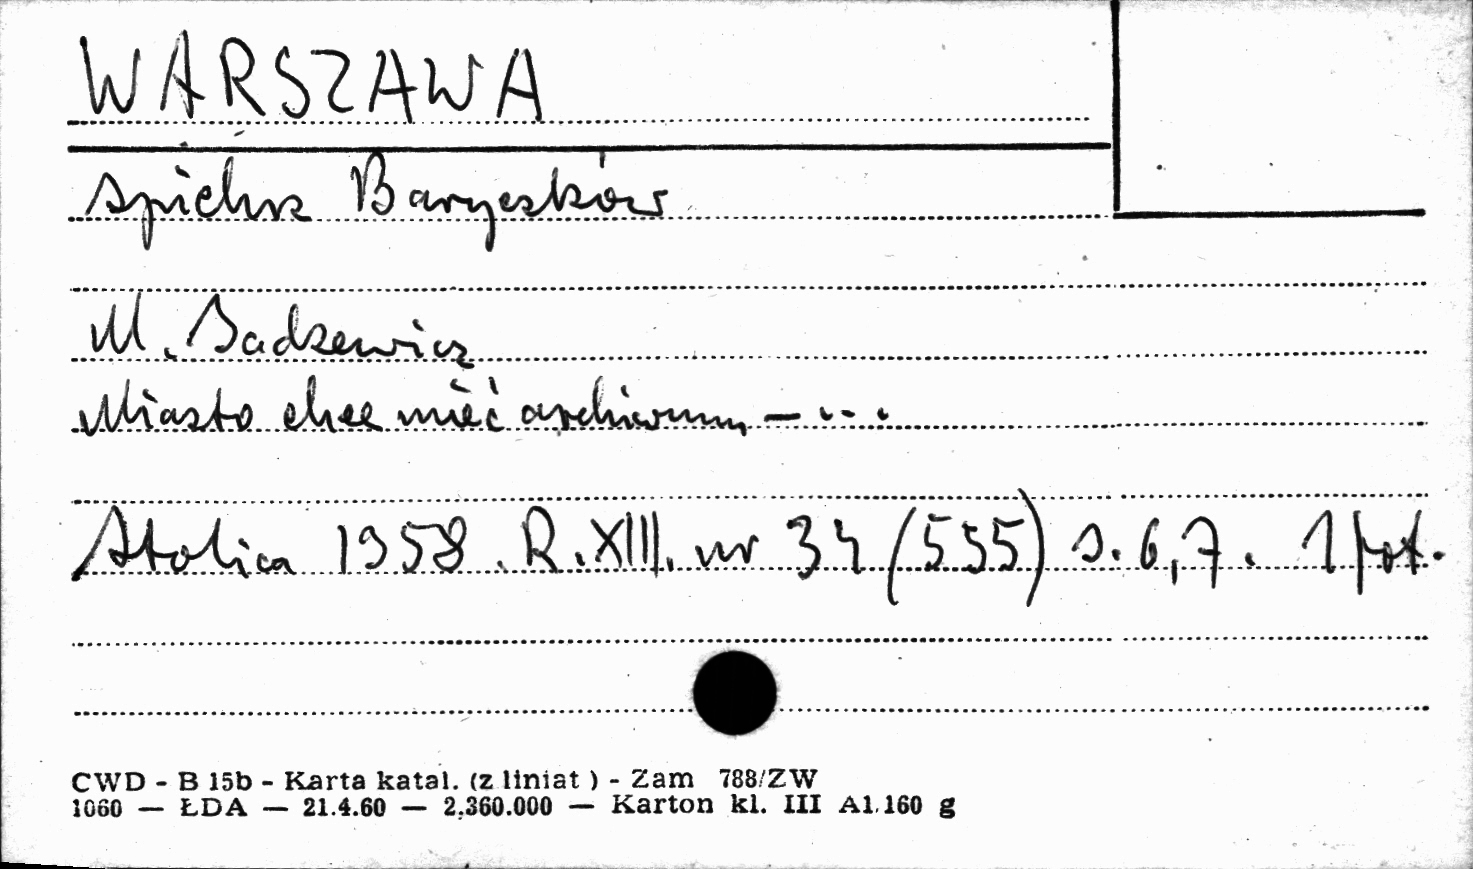 WARSZAWA
spichrz Baryczków
M. Sadzewicz
Miasto chce mieć archiwum, – ...
Stolica 1958. R. XIII. nr 34 (555) s. 6,7. 1 fot.
CWD - B 15b - Karta katal. (z liniat ) - Zam 788/ZW
1060 — ŁDA — 21.4.60 — 2.360.000 — Karton kl. III A1.160 g